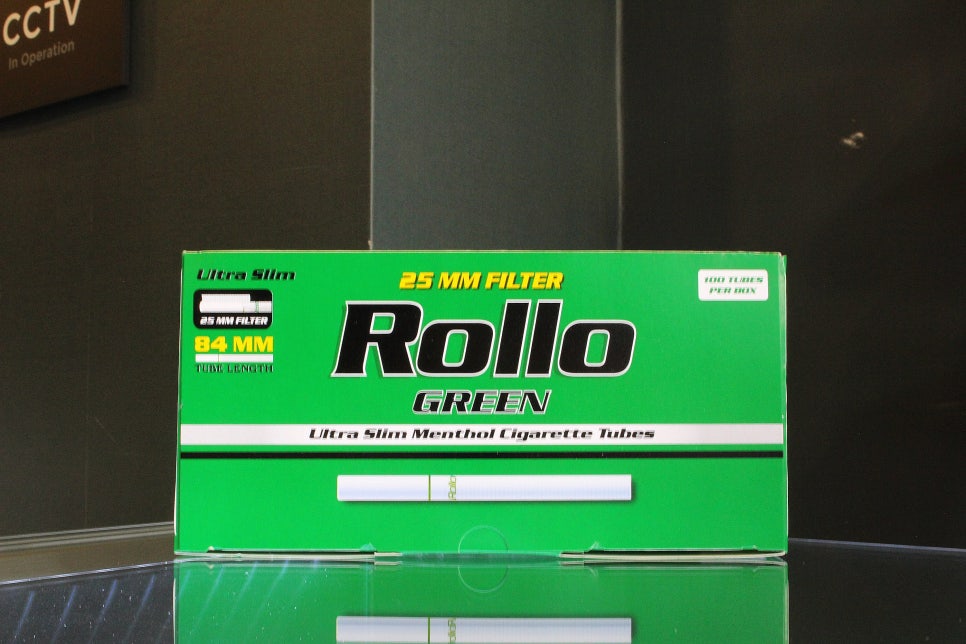 CCTV
In Operation
Ultra Slim
25 MM FILTER
84 MM
TUBE LENGTH
25 MM FILTER
Rollo
GREEN
100 TUBES
PER BOX
Ultra Slim Menthol Cigarette Tubes
Rollo